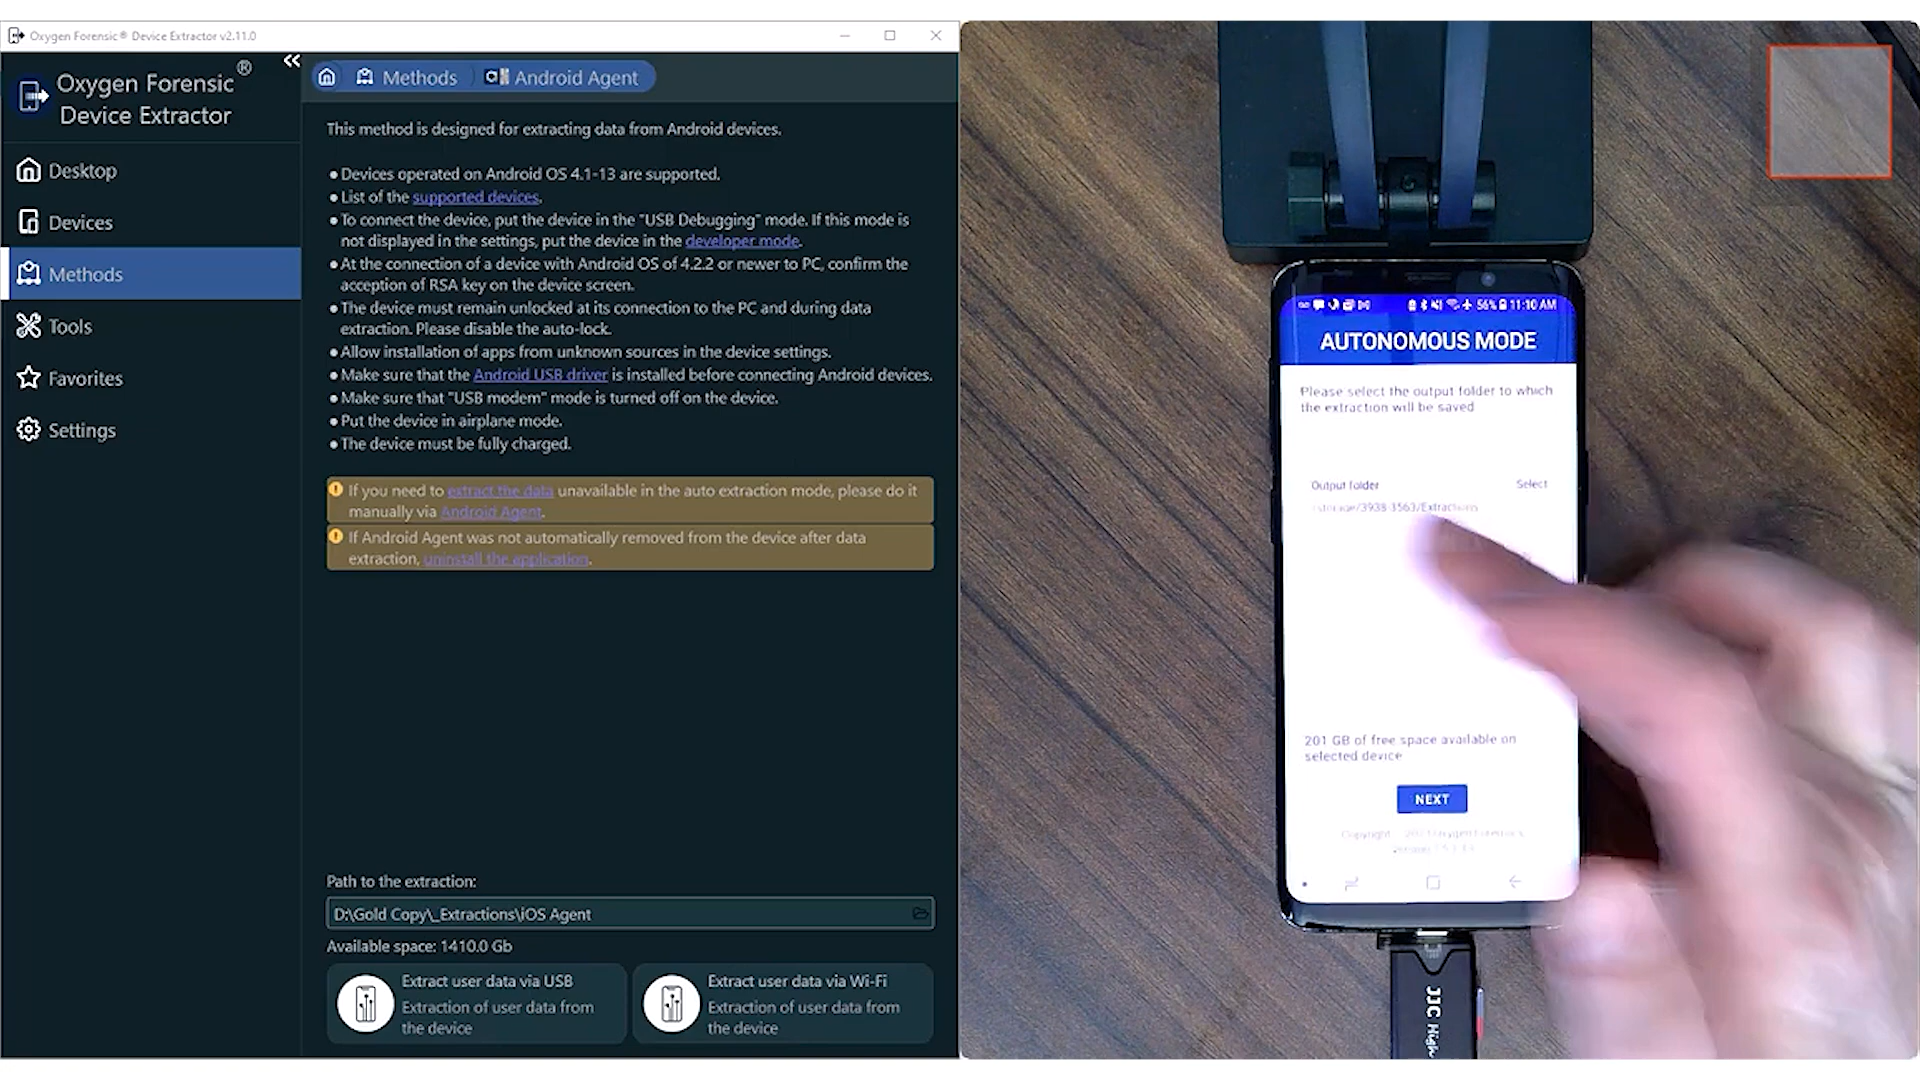 Oxygen Forensic® Device Extractor v2.11.0
Oxygen Forensic®
Device Extractor
Desktop
Devices
Methods
Tools
Favorites
Settings
Methods
Android Agent
This method is designed for extracting data from Android devices.
● Devices operated on Android OS 4.1-13 are supported.
● List of the supported devices.
● To connect the device, put the device in the "USB Debugging" mode. If this mode is
not displayed in the settings, put the device in the developer mode.
● At the connection of a device with Android OS of 4.2.2 or newer to PC, confirm the
acception of RSA key on the device screen.
● The device must remain unlocked at its connection to the PC and during data
extraction. Please disable the auto-lock.
● Allow installation of apps from unknown sources in the device settings.
● Make sure that the Android USB driver is installed before connecting Android devices.
● Make sure that "USB modem" mode is turned off on the device.
● Put the device in airplane mode.
● The device must be fully charged.
If you need to extract the data unavailable in the auto extraction mode, please do it
manually via Android Agent.
If Android Agent was not automatically removed from the device after data
extraction, uninstall the application.
Path to the extraction:
D:\Gold Copy\_Extractions\iOS Agent
Available space: 1410.0 Gb
Extract user data via USB
Extraction of user data from
the device
Extract user data via Wi-Fi
Extraction of user data from
the device
56% 11:10 AM
AUTONOMOUS MODE
Please select the output folder to which
the extraction will be saved
Output folder
Select
/storage/3938-3563/Extractions
201 GB of free space available on
selected device
NEXT
Copyright
JJC High